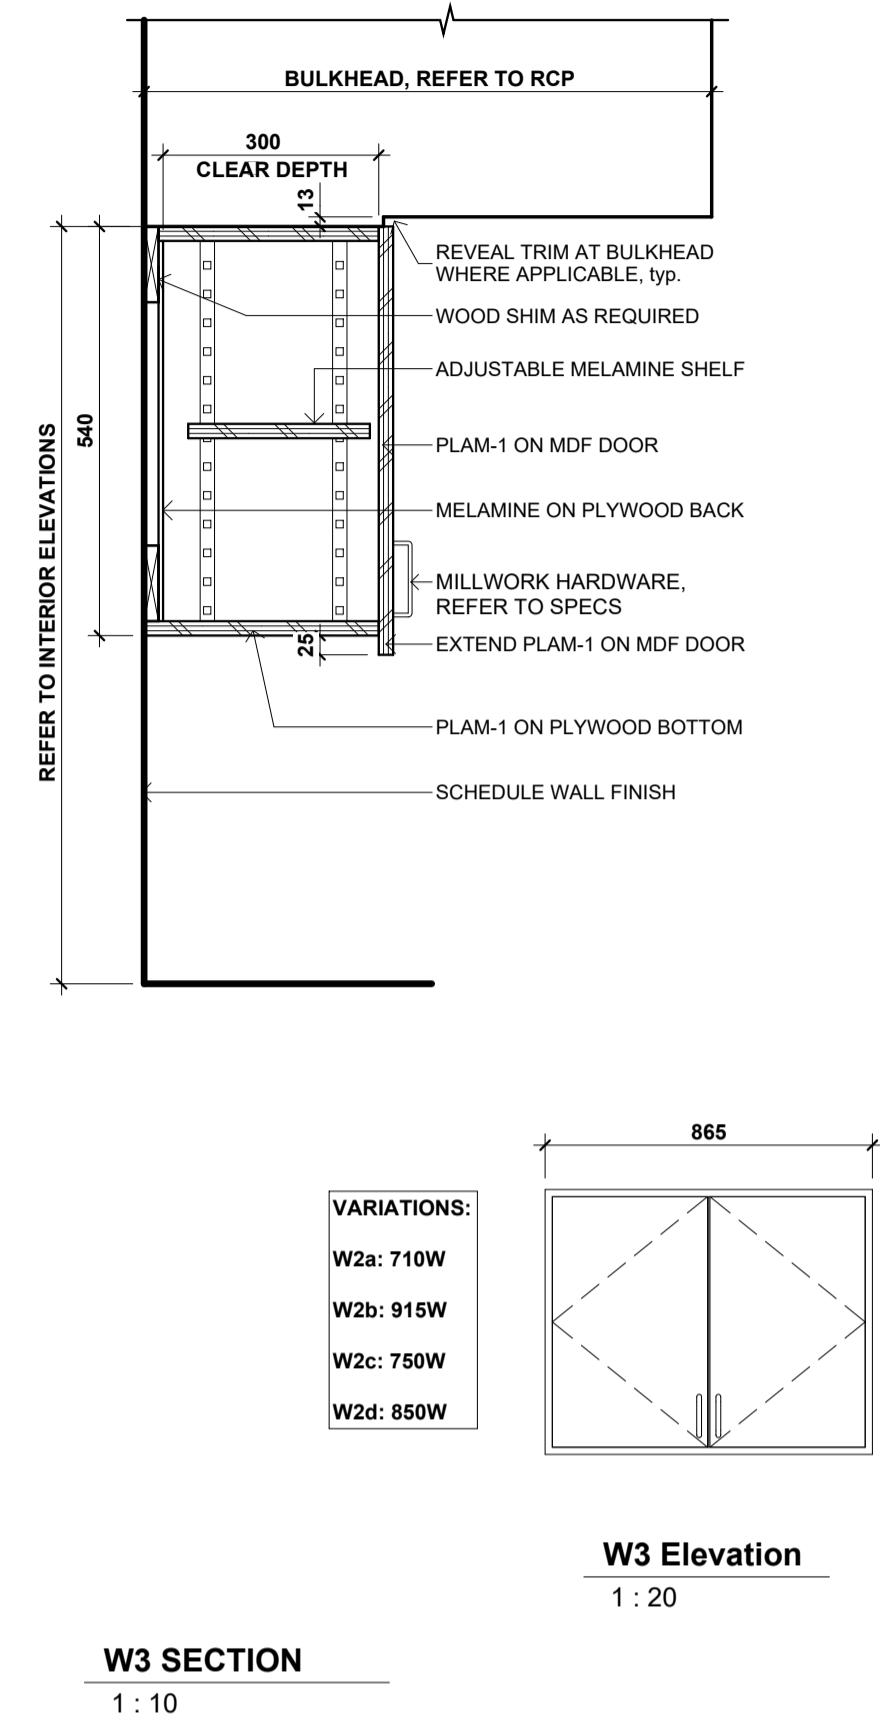 BULKHEAD, REFER TO RCP
300
CLEAR DEPTH
13
REVEAL TRIM AT BULKHEAD
WHERE APPLICABLE, typ.
WOOD SHIM AS REQUIRED
ADJUSTABLE MELAMINE SHELF
540
REFER TO INTERIOR ELEVATIONS
PLAM-1 ON MDF DOOR
MELAMINE ON PLYWOOD BACK
MILLWORK HARDWARE,
REFER TO SPECS
25
EXTEND PLAM-1 ON MDF DOOR
PLAM-1 ON PLYWOOD BOTTOM
SCHEDULE WALL FINISH
865
VARIATIONS:
W2a: 710W
W2b: 915W
W2c: 750W
W2d: 850W
W3 Elevation
1 : 20
W3 SECTION
1 : 10